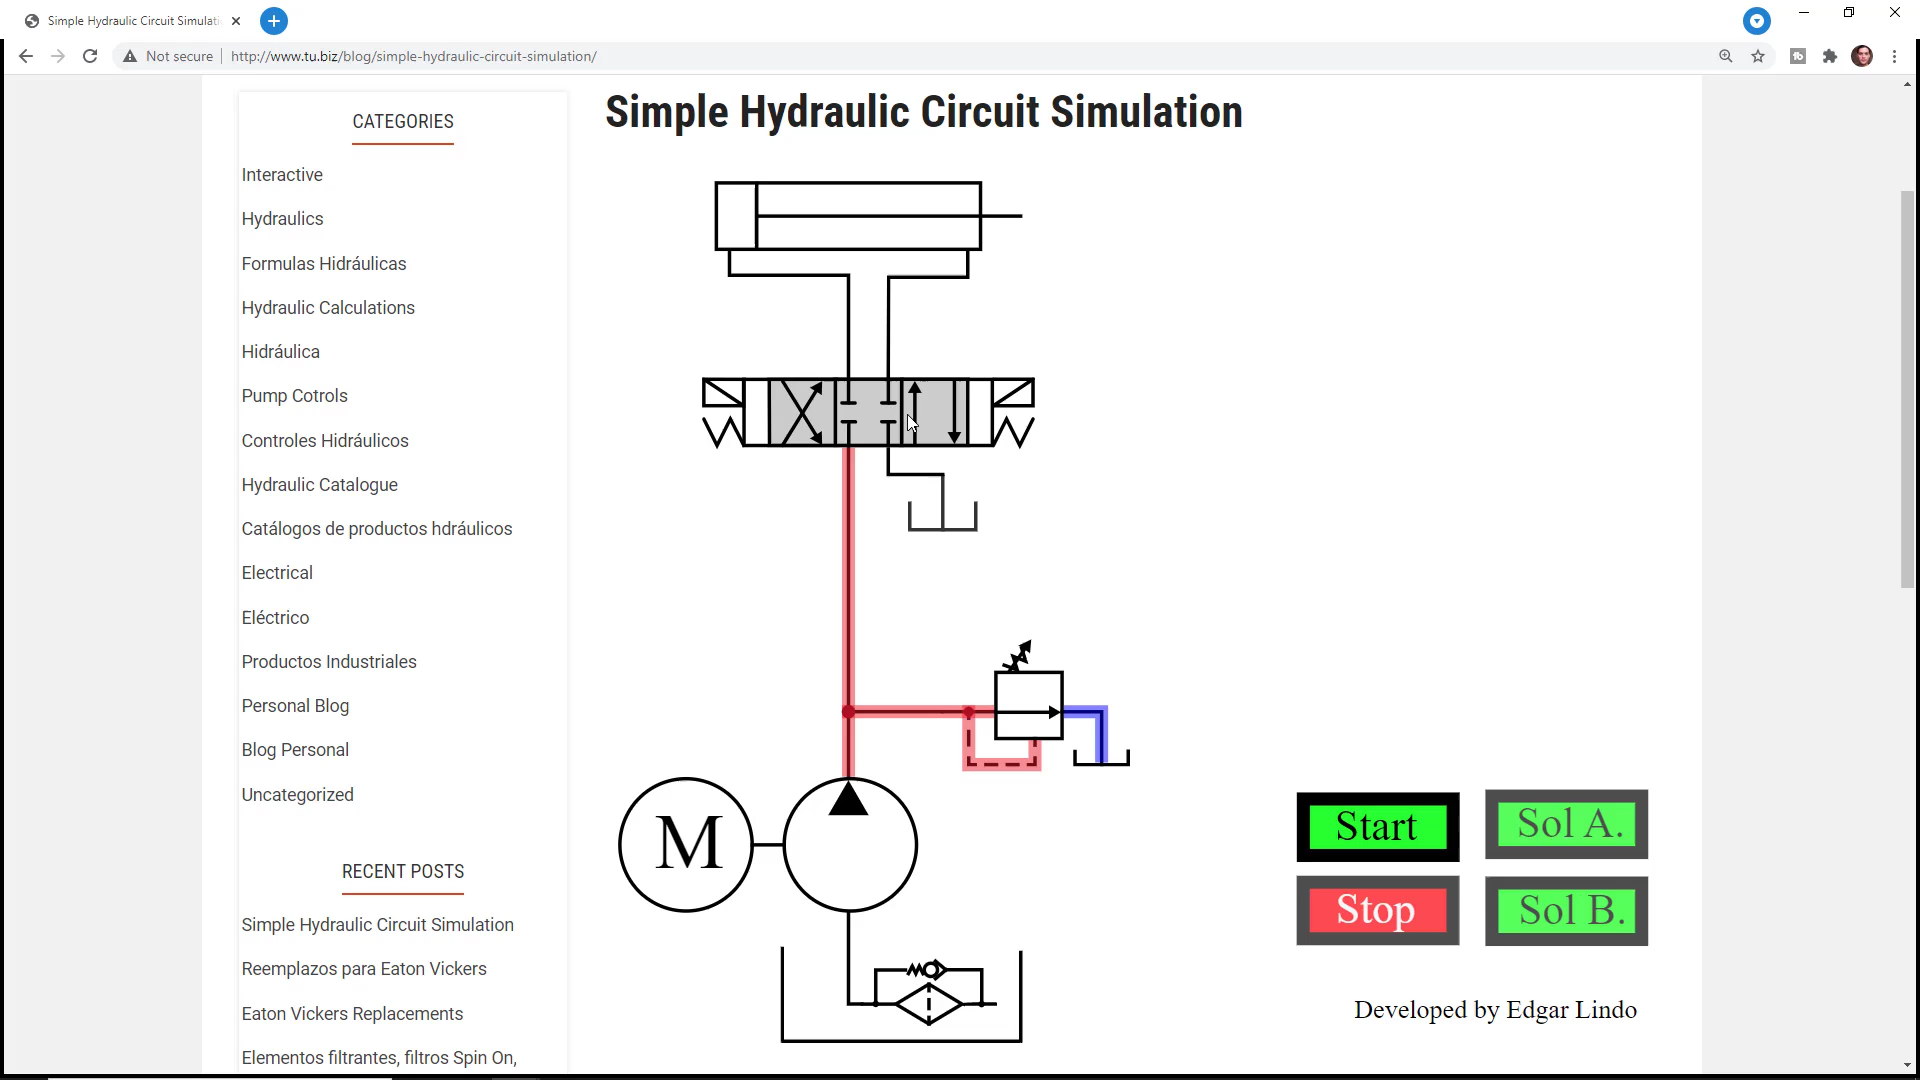 Simple Hydraulic Circuit Simulati
Not secure
http://www.tu.biz/blog/simple-hydraulic-circuit-simulation/
CATEGORIES
Interactive
Hydraulics
Formulas Hidráulicas
Hydraulic Calculations
Hidráulica
Pump Cotrols
Controles Hidráulicos
Hydraulic Catalogue
Catálogos de productos hdráulicos
Electrical
Eléctrico
Productos Industriales
Personal Blog
Blog Personal
Uncategorized
RECENT POSTS
Simple Hydraulic Circuit Simulation
Reemplazos para Eaton Vickers
Eaton Vickers Replacements
Elementos filtrantes, filtros Spin On,
Simple Hydraulic Circuit Simulation
M
Start
Sol A.
Stop
Sol B.
Developed by Edgar Lindo